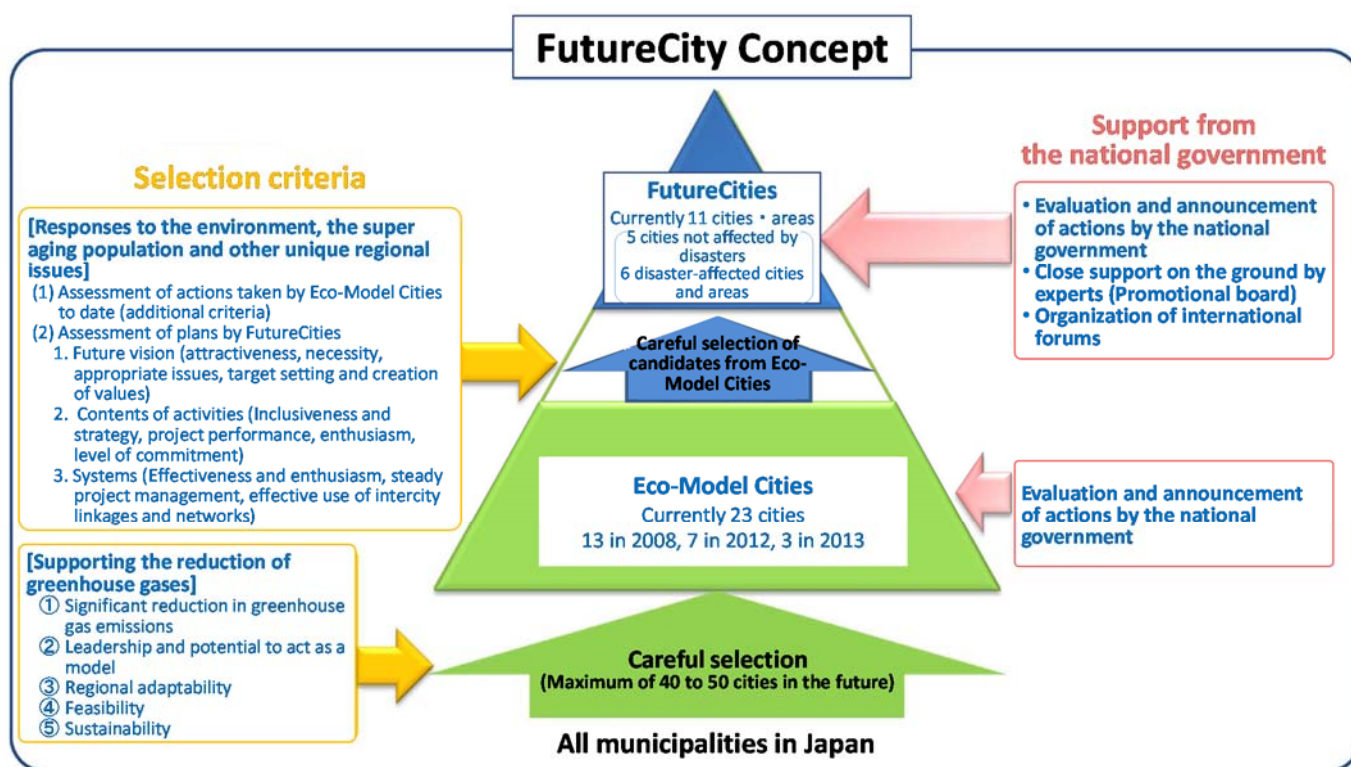 FutureCity Concept
Selection criteria
[Responses to the environment, the super
aging population and other unique regional
issues]
(1) Assessment of actions taken by Eco-Model Cities
to date (additional criteria)
(2) Assessment of plans by FutureCities
1. Future vision (attractiveness, necessity,
appropriate issues, target setting and creation
of values)
2. Contents of activities (Inclusiveness and
strategy, project performance, enthusiasm,
level of commitment)
3. Systems (Effectiveness and enthusiasm, steady
project management, effective use of intercity
linkages and networks)
[Supporting the reduction of
greenhouse gases]
① Significant reduction in greenhouse
gas emissions
② Leadership and potential to act as a
model
③ Regional adaptability
④ Feasibility
⑤ Sustainability
FutureCities
Currently 11 cities・areas
5 cities not affected by
disasters
6 disaster-affected cities
and areas
Careful selection of
candidates from Eco-
Model Cities
Eco-Model Cities
Currently 23 cities
13 in 2008, 7 in 2012, 3 in 2013
Careful selection
(Maximum of 40 to 50 cities in the future)
All municipalities in Japan
Support from
the national government
• Evaluation and announcement
of actions by the national
government
• Close support on the ground by
experts (Promotional board)
• Organization of international
forums
Evaluation and announcement
of actions by the national
government